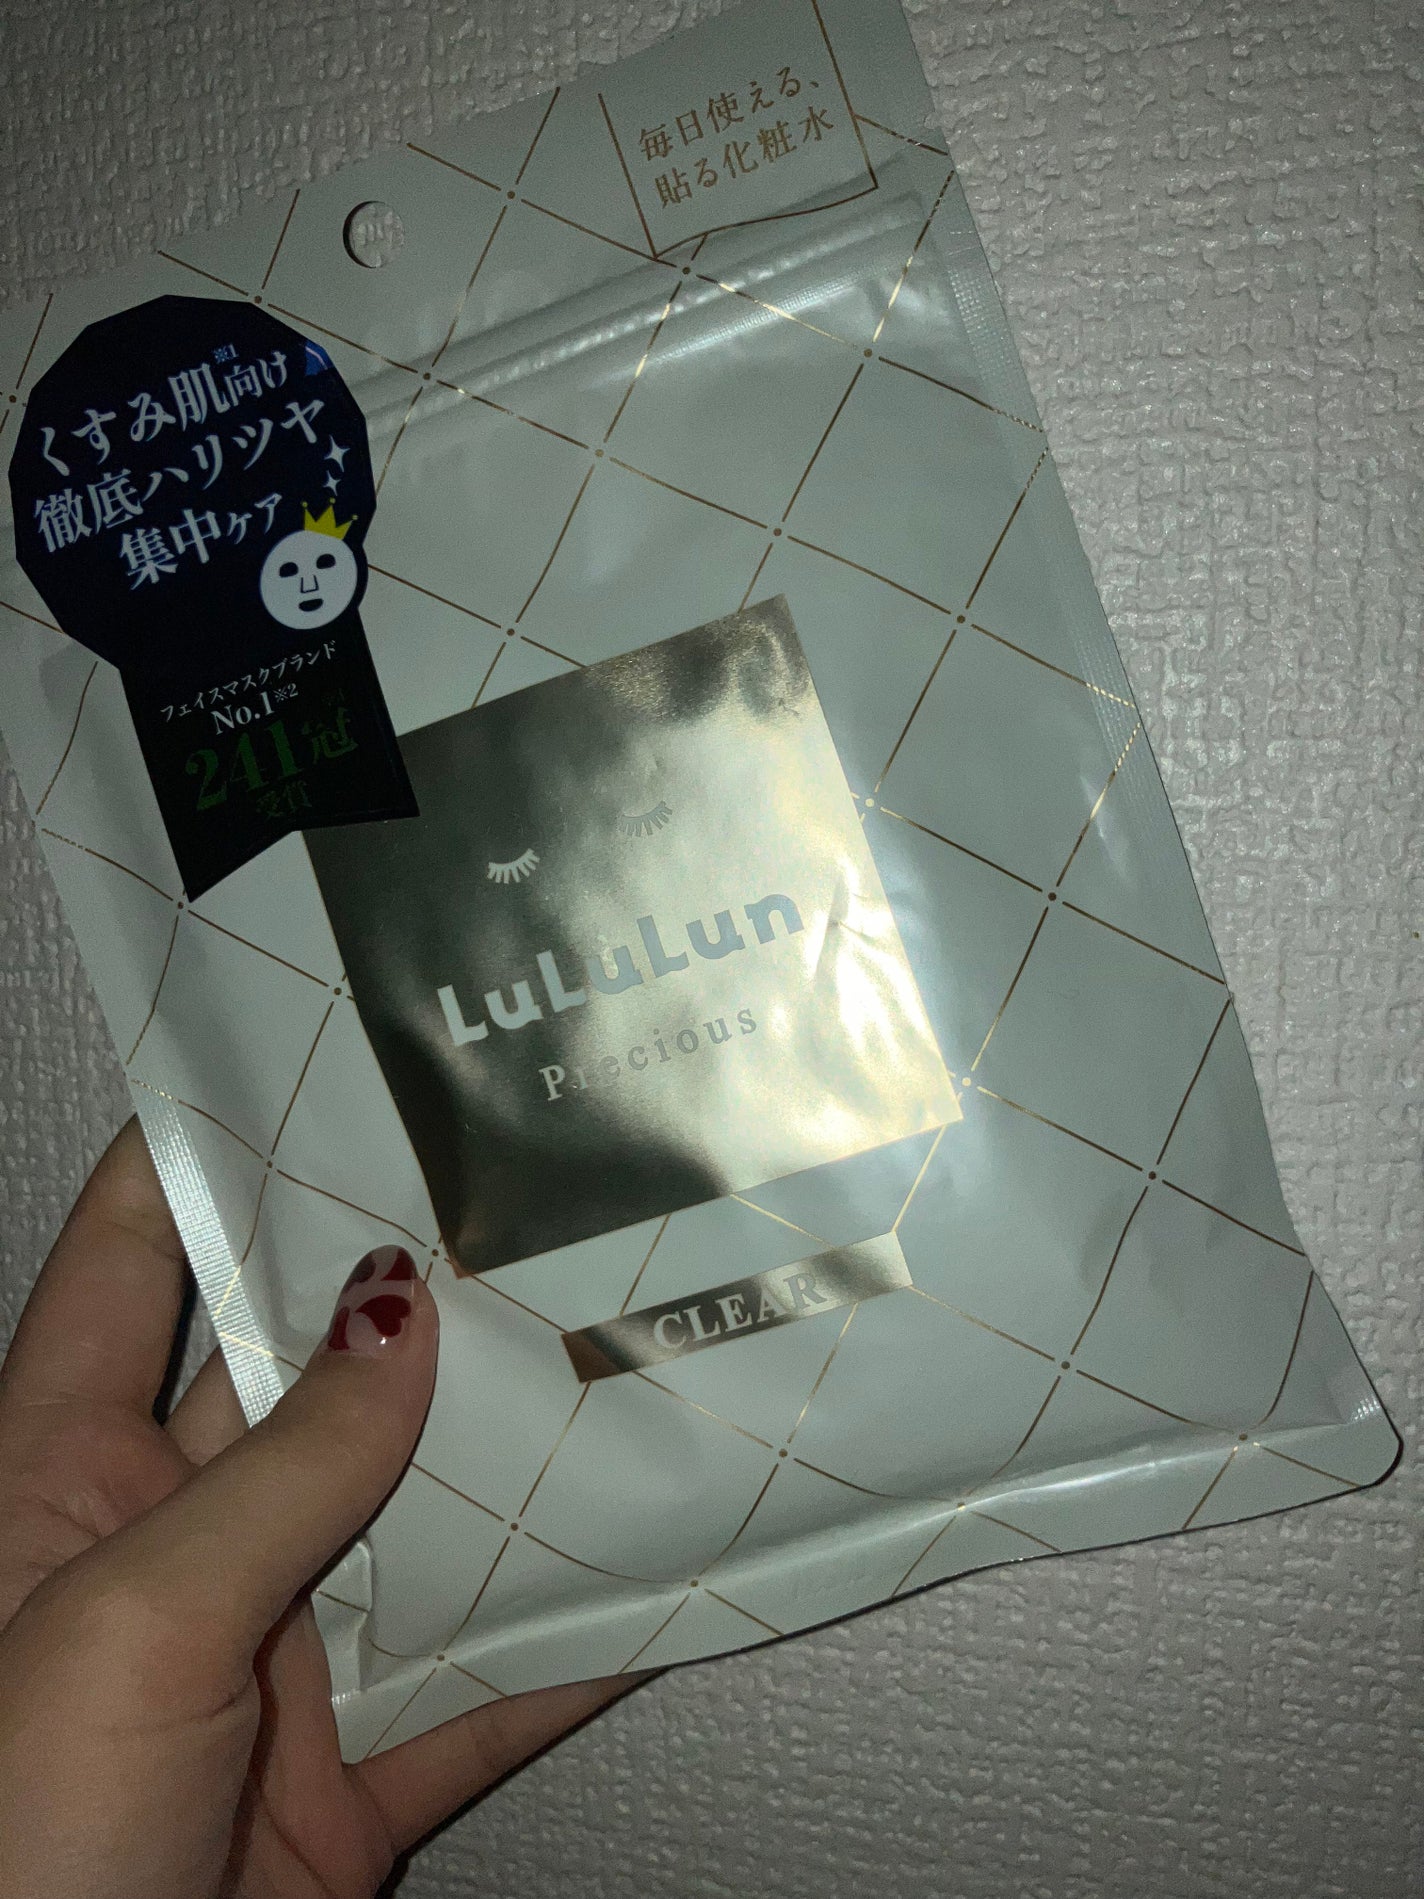 毎日使える、
貼る化粧水
くすみ肌※1向け
徹底ハリツヤ
集中ケア
フェイスマスクブランド
No.1※2
241冠
受賞
LuLuLun
Precious
CLEAR